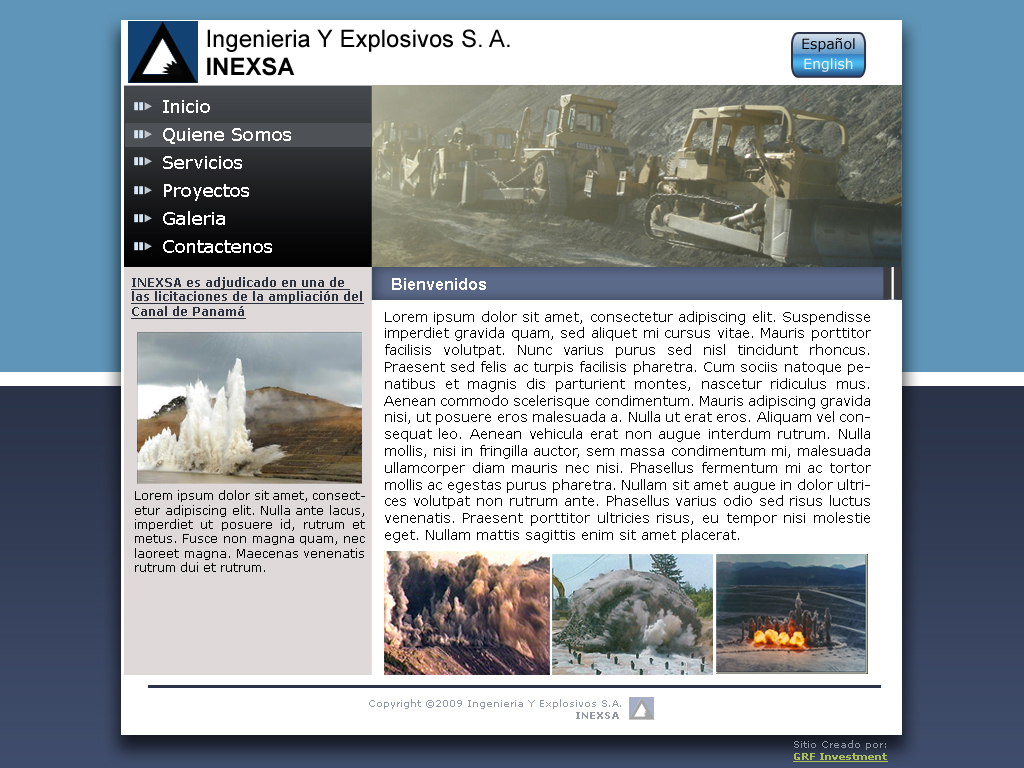 Ingenieria Y Explosivos S. A.
INEXSA
Español
English
Inicio
Quiene Somos
Servicios
Proyectos
Galeria
Contactenos
INEXSA es adjudicado en una de
las licitaciones de la ampliación del
Canal de Panamá
Lorem ipsum dolor sit amet, consect-
etur adipiscing elit. Nulla ante lacus,
imperdiet ut posuere id, rutrum et
metus. Fusce non magna quam, nec
laoreet magna. Maecenas venenatis
rutrum dui et rutrum.
Bienvenidos
Lorem ipsum dolor sit amet, consectetur adipiscing elit. Suspendisse
imperdiet gravida quam, sed aliquet mi cursus vitae. Mauris porttitor
facilisis volutpat. Nunc varius purus sed nisl tincidunt rhoncus.
Praesent sed felis ac turpis facilisis pharetra. Cum sociis natoque pe-
natibus et magnis dis parturient montes, nascetur ridiculus mus.
Aenean commodo scelerisque condimentum. Mauris adipiscing gravida
nisi, ut posuere eros malesuada a. Nulla ut erat eros. Aliquam vel con-
sequat leo. Aenean vehicula erat non augue interdum rutrum. Nulla
mollis, nisi in fringilla auctor, sem massa condimentum mi, malesuada
ullamcorper diam mauris nec nisi. Phasellus fermentum mi ac tortor
mollis ac egestas purus pharetra. Nullam sit amet augue in dolor ultri-
ces volutpat non rutrum ante. Phasellus varius odio sed risus luctus
venenatis. Praesent porttitor ultricies risus, eu tempor nisi molestie
eget. Nullam mattis sagittis enim sit amet placerat.
Copyright ©2009 Ingenieria Y Explosivos S.A.
INEXSA
Sitio Creado por:
GRF Investment